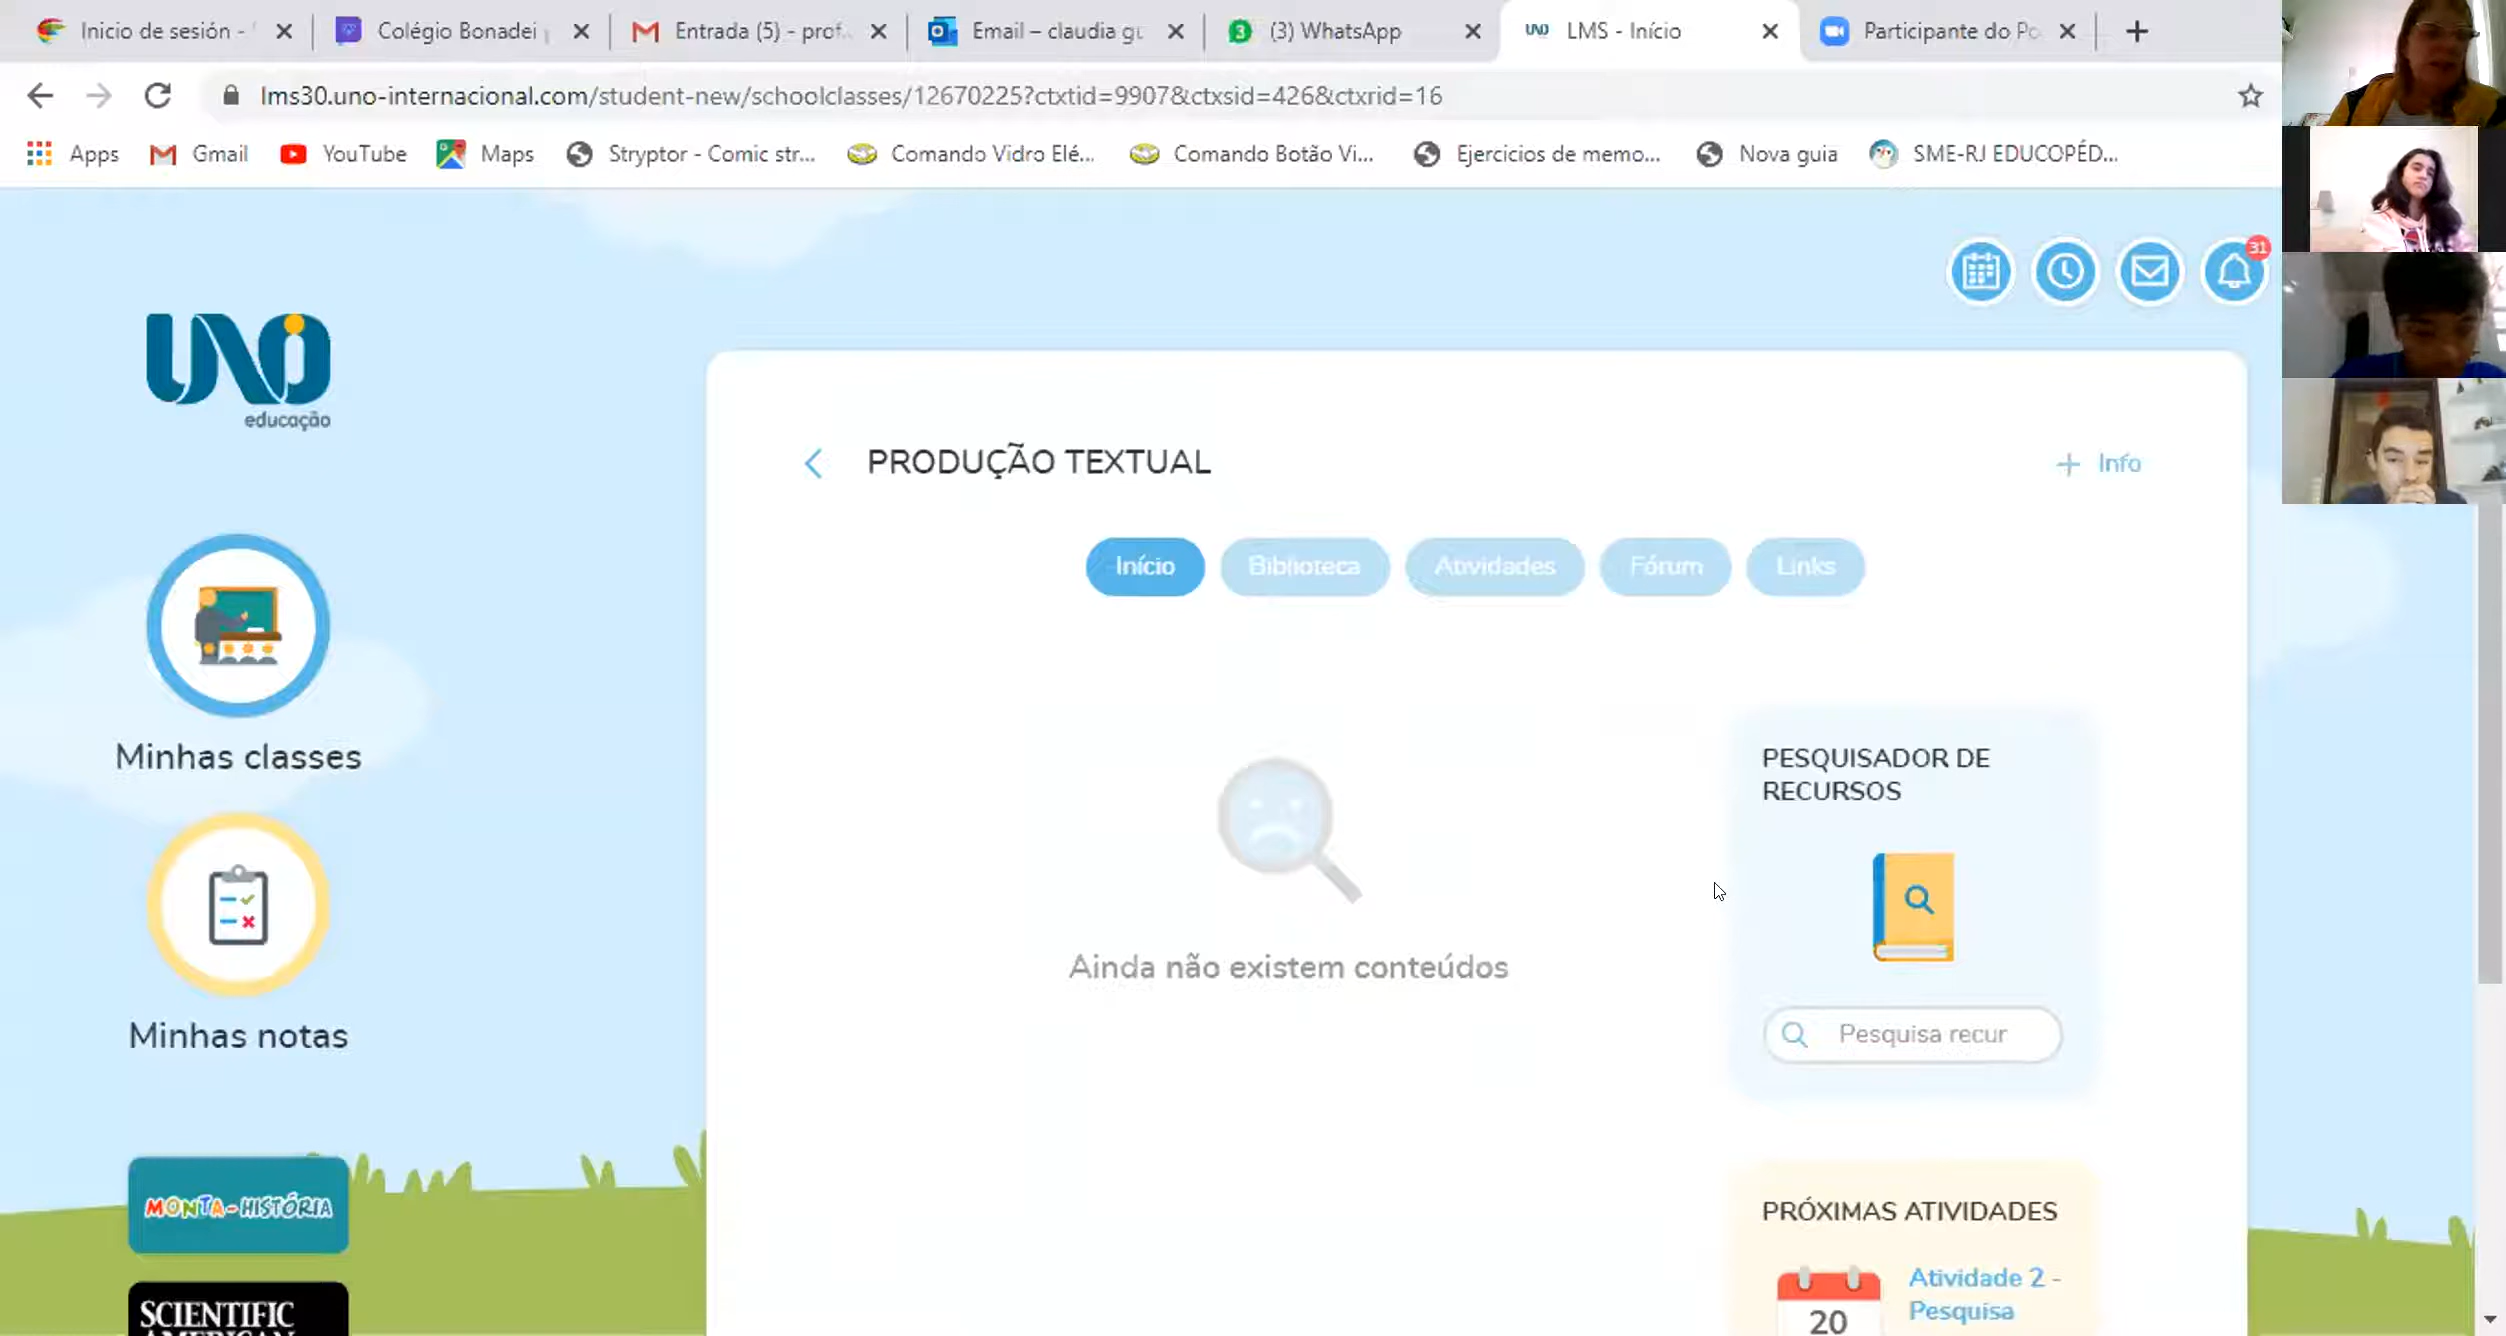 Inicio de sesión -
Colégio Bonadei
Entrada (5) - prof.
Email – claudia gu
(3) WhatsApp
LMS - Início
Participante do Po
lms30.uno-internacional.com/student-new/schoolclasses/12670225?ctxtid=9907&ctxsid=426&ctxrid=16
Apps
Gmail
YouTube
Maps
Stryptor - Comic str...
Comando Vidro Elé...
Comando Botão Vi...
Ejercicios de memo...
Nova guia
SME-RJ EDUCOPÉD...
31
UNO
educação
PRODUÇÃO TEXTUAL
+ Info
Início
Biblioteca
Atividades
Fórum
Links
Minhas classes
Minhas notas
MONTA-HISTÓRIA
SCIENTIFIC
AMERICAN
Ainda não existem conteúdos
PESQUISADOR DE
RECURSOS
Pesquisa recur
PRÓXIMAS ATIVIDADES
20
Atividade 2 -
Pesquisa